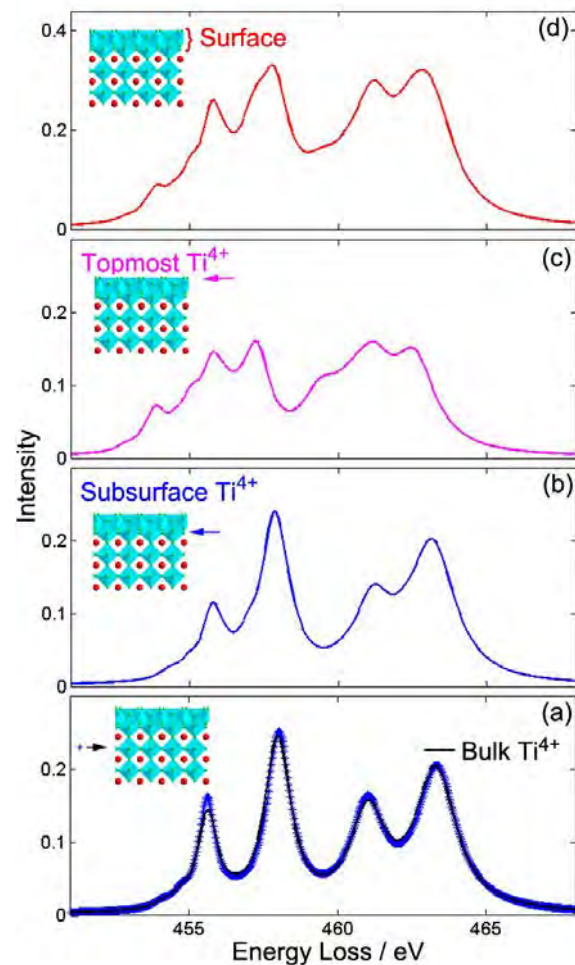 (d)
} Surface
0.4
0.2
0
(c)
Topmost Ti⁴⁺
0.2
0.1
0
Intensity
(b)
Subsurface Ti⁴⁺
0.2
0.1
0
(a)
+
Bulk Ti⁴⁺
0.2
0.1
0
455 460 465
Energy Loss / eV